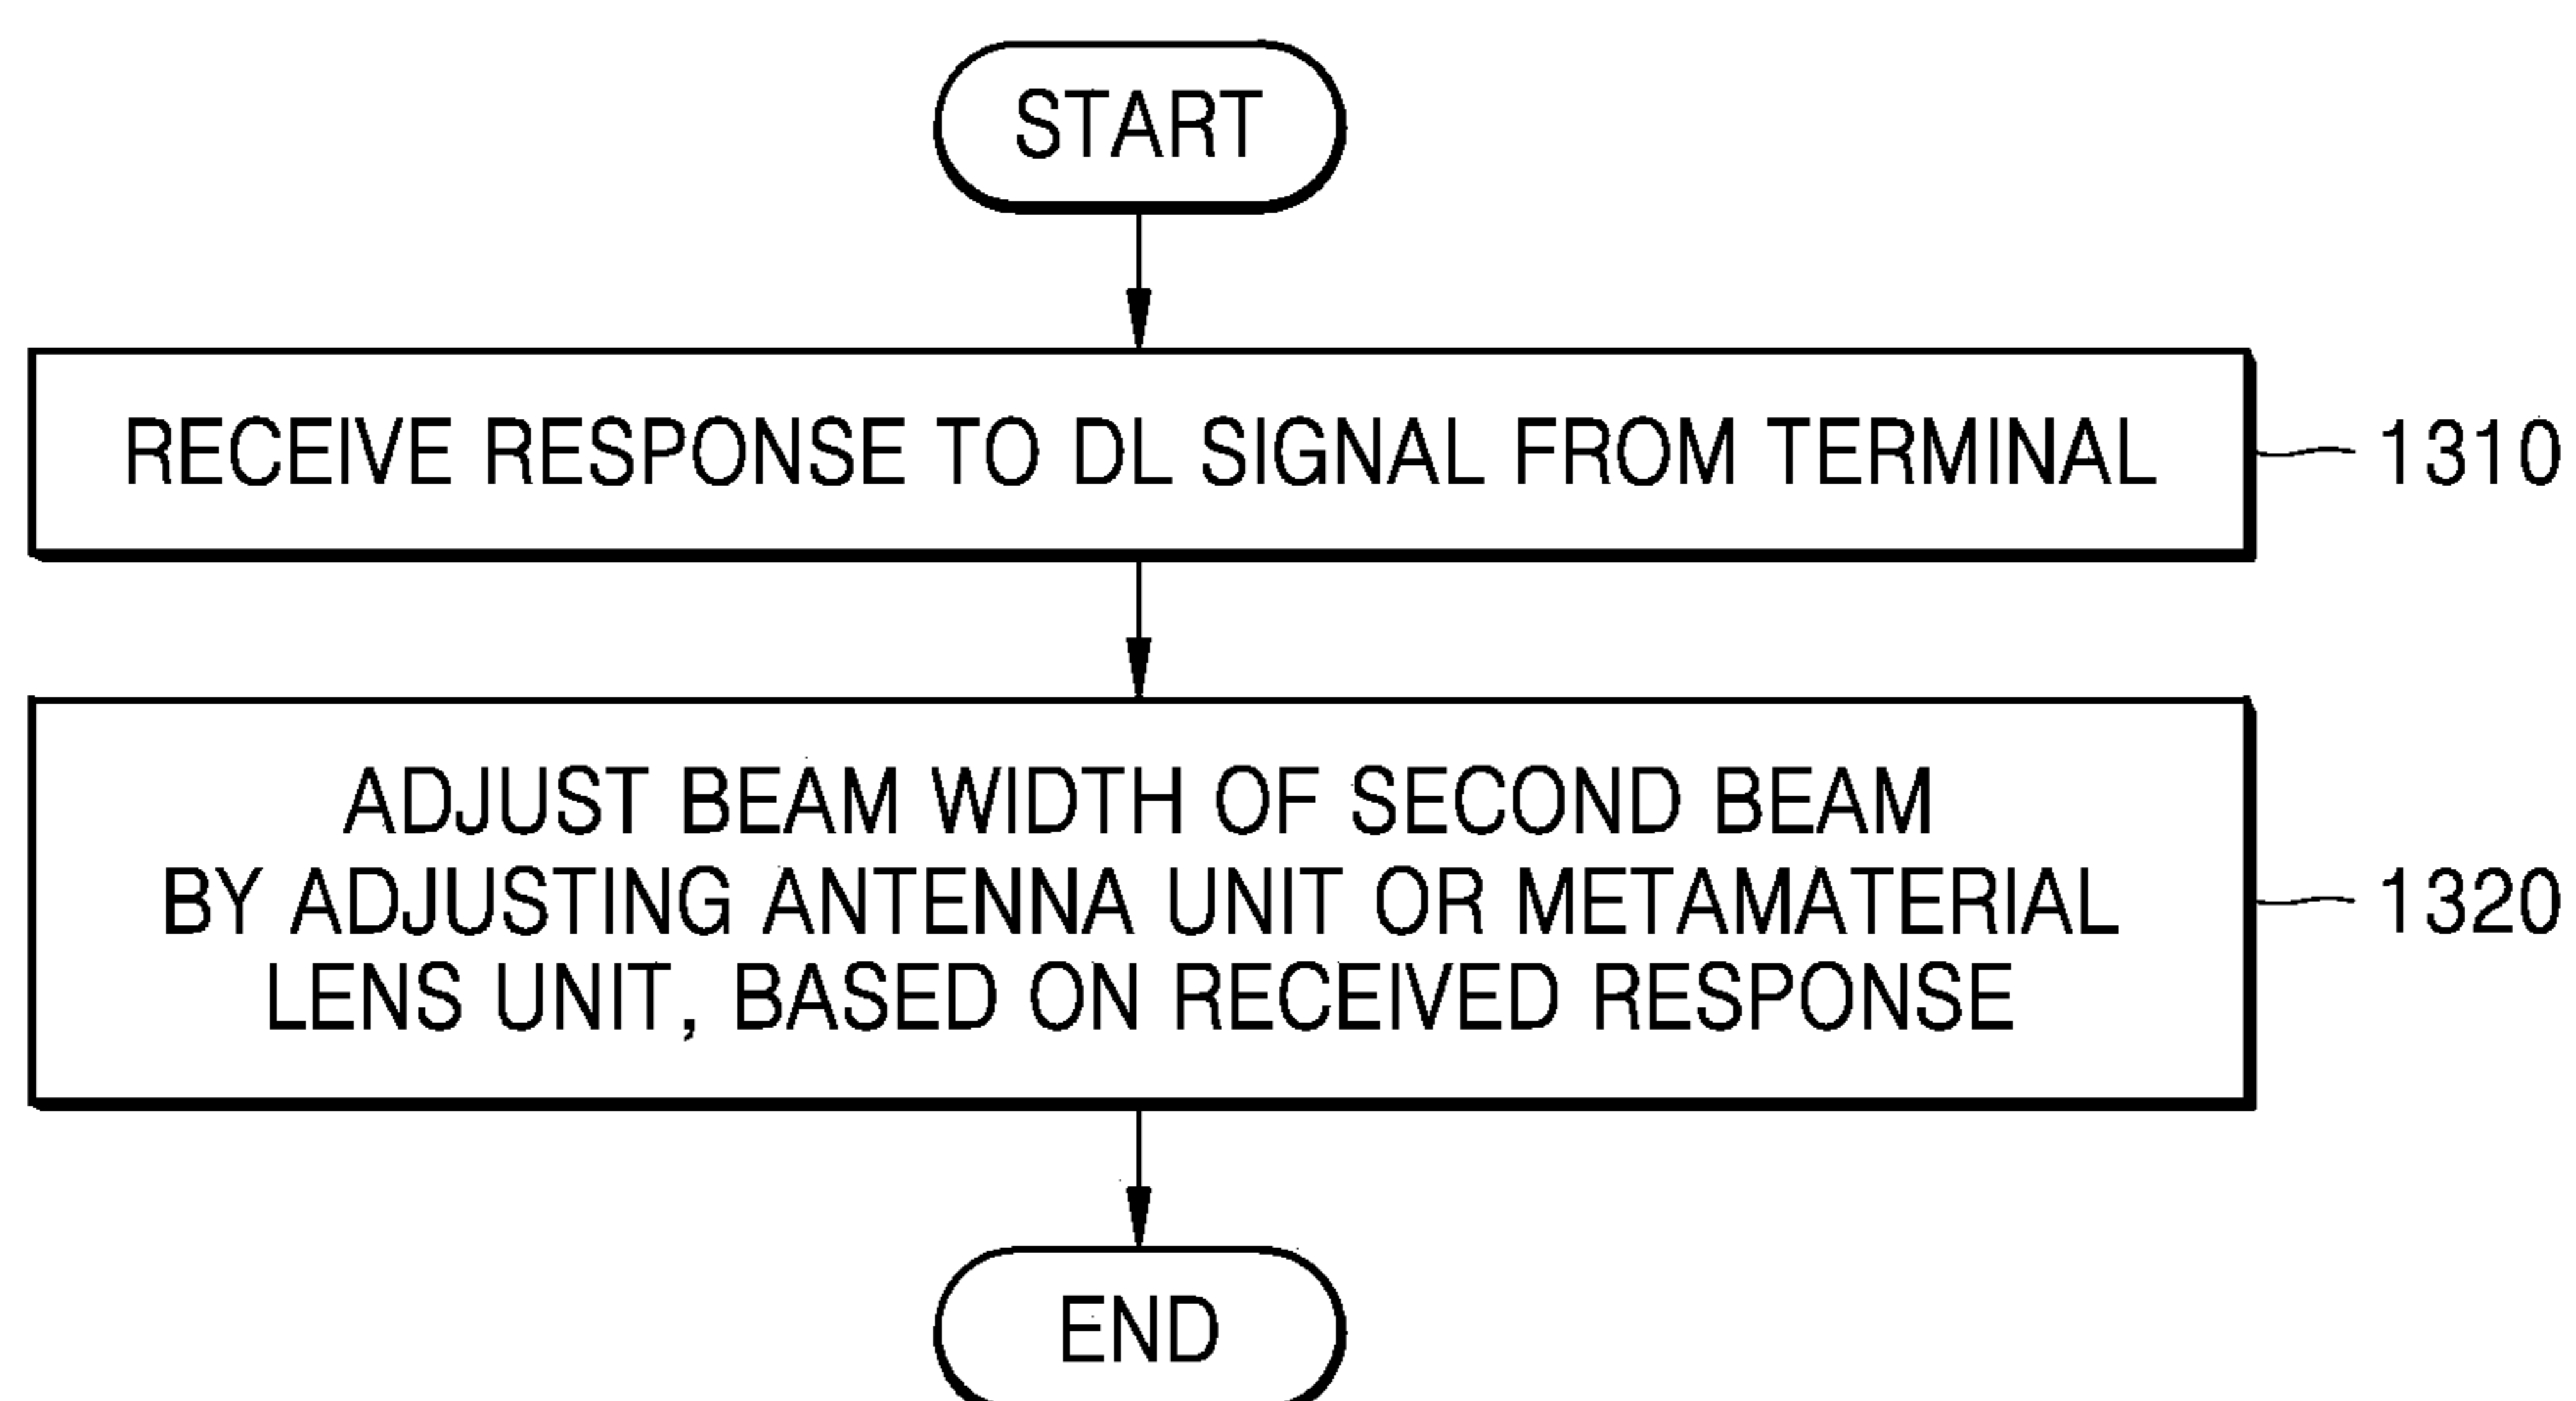 START
RECEIVE RESPONSE TO DL SIGNAL FROM TERMINAL
1310
ADJUST BEAM WIDTH OF SECOND BEAM
BY ADJUSTING ANTENNA UNIT OR METAMATERIAL
LENS UNIT, BASED ON RECEIVED RESPONSE
1320
END